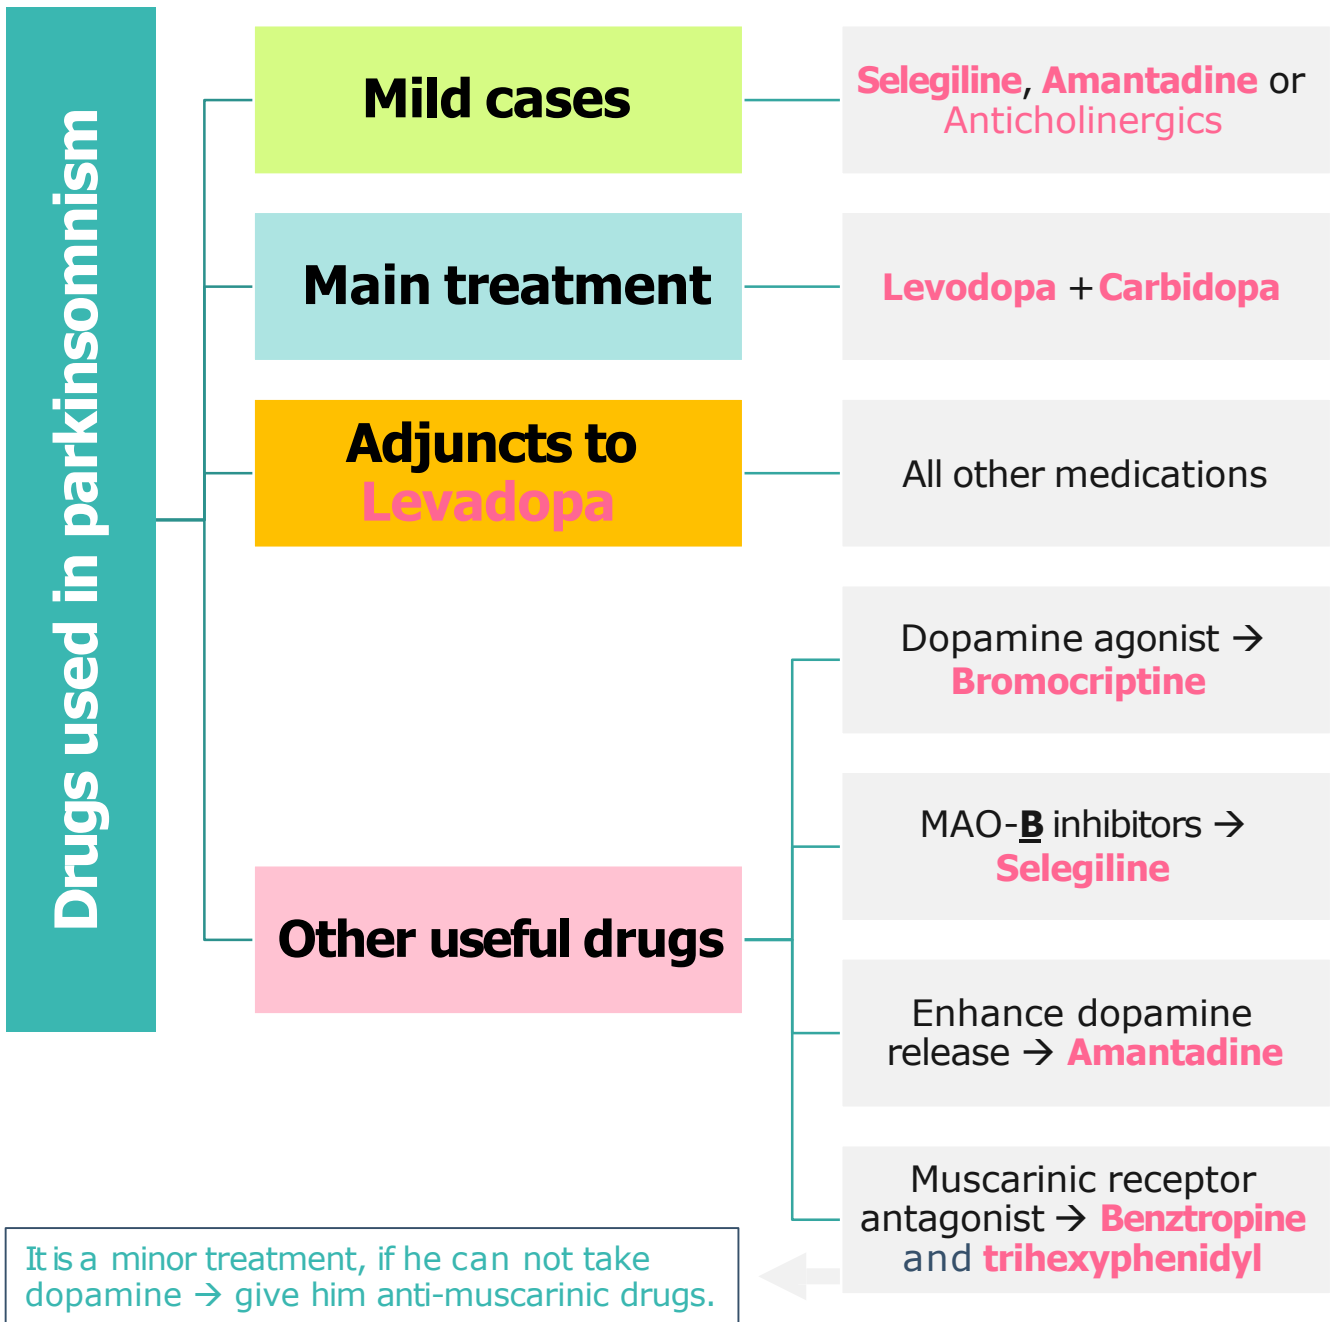 Drugs used in parkinsomnism
Mild cases
Selegiline, Amantadine or
Anticholinergics
Main treatment
Levodopa + Carbidopa
Adjuncts to
Levadopa
All other medications
Other useful drugs
Dopamine agonist →
Bromocriptine
MAO-B inhibitors →
Selegiline
Enhance dopamine
release → Amantadine
Muscarinic receptor
antagonist → Benztropine
and trihexyphenidyl
It is a minor treatment, if he can not take
dopamine → give him anti-muscarinic drugs.